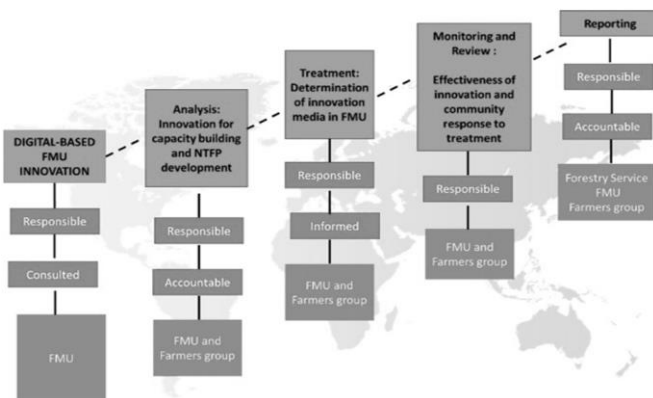 DIGITAL-BASED
FMU
INNOVATION
Responsible
Consulted
FMU
Analysis:
Innovation for
capacity building
and NTFP
development
Responsible
Accountable
FMU and
Farmers group
Treatment:
Determination
of innovation
media in FMU
Responsible
Informed
FMU and
Farmers group
Monitoring and
Review :
Effectiveness of
innovation and
community
response to
treatment
Responsible
FMU and
Farmers group
Reporting
Responsible
Accountable
Forestry Service
FMU
Farmers group